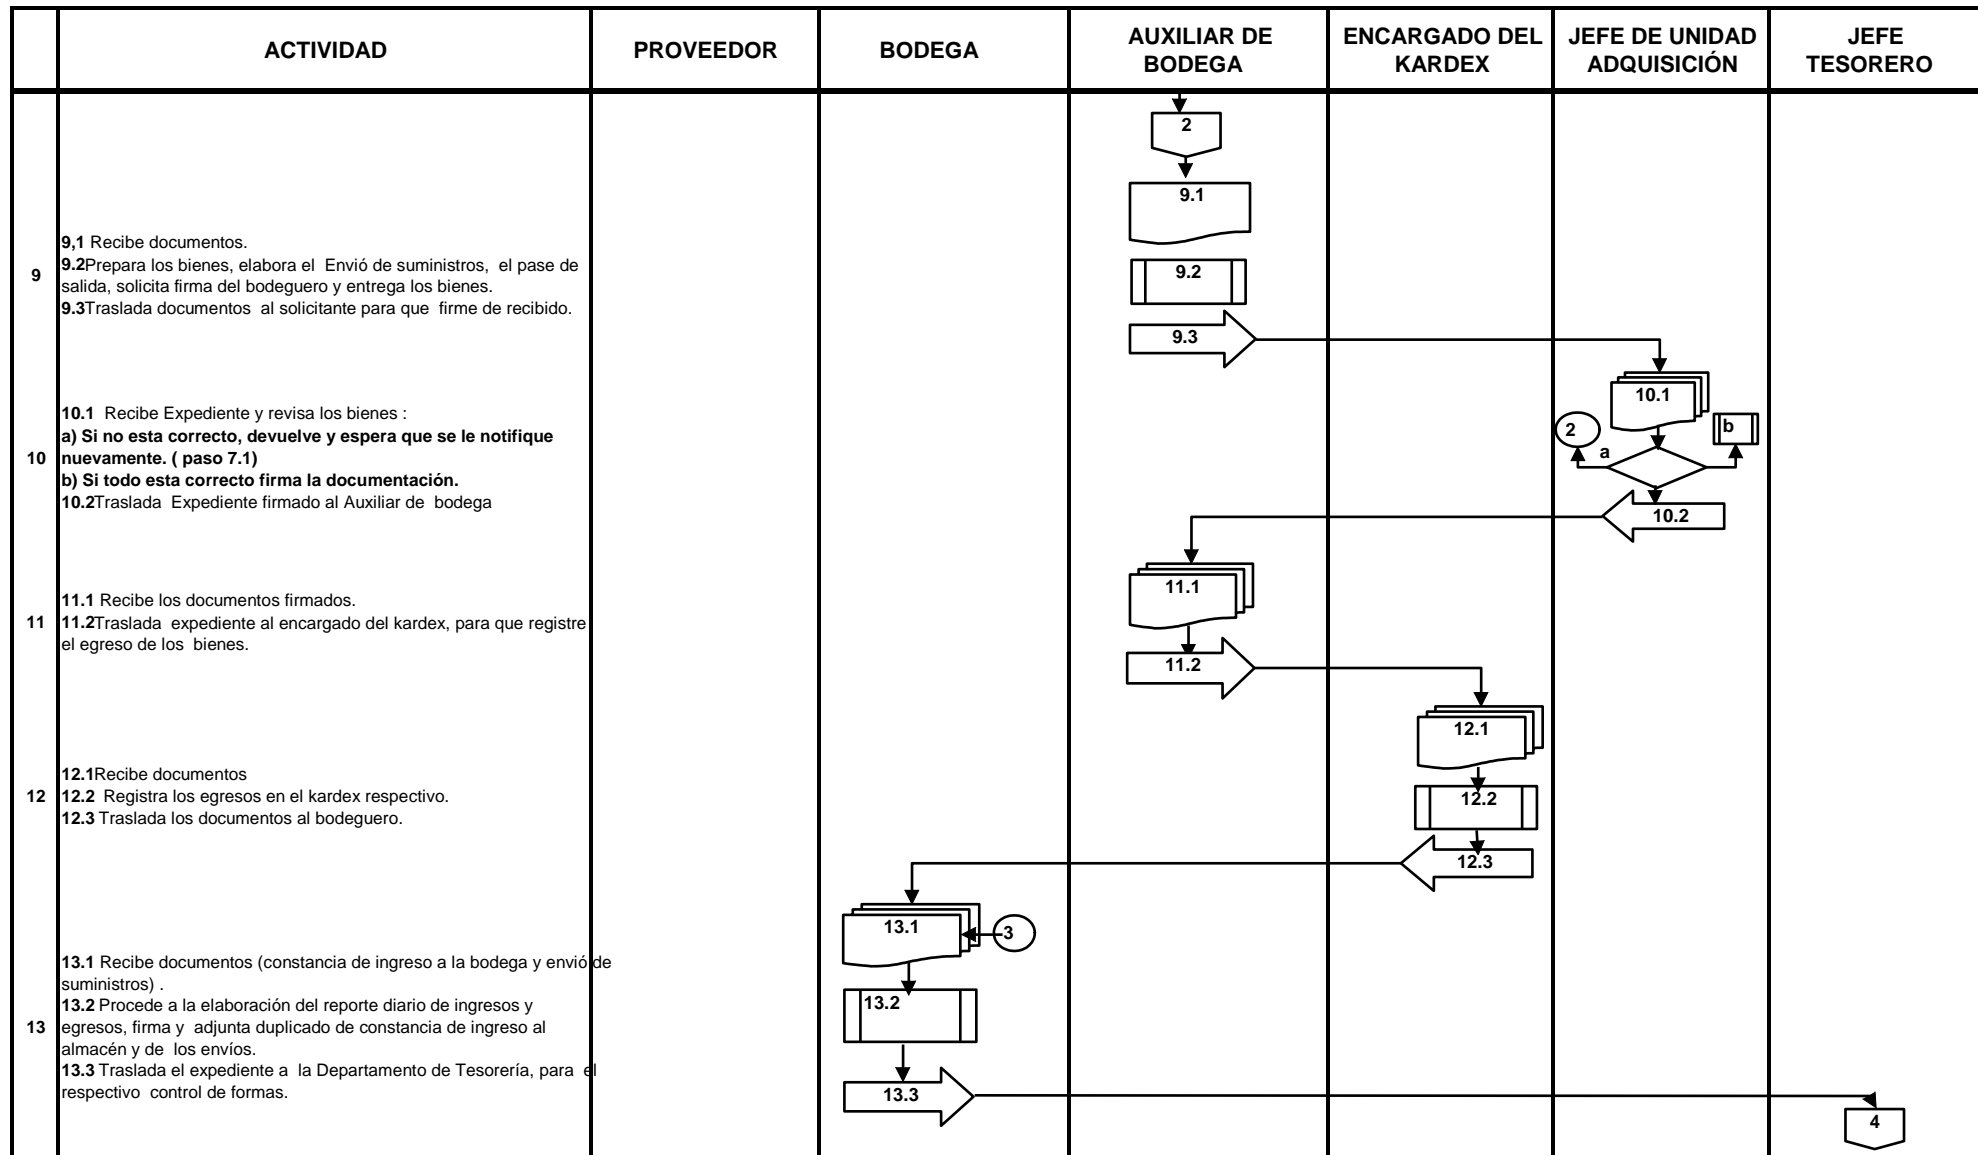 ACTIVIDAD
PROVEEDOR
BODEGA
AUXILIAR DE
BODEGA
ENCARGADO DEL
KARDEX
JEFE DE UNIDAD
ADQUISICIÓN
JEFE
TESORERO
2
9.1
9
9,1 Recibe documentos.
9.2Prepara los bienes, elabora el Envió de suministros, el pase de
salida, solicita firma del bodeguero y entrega los bienes.
9.3Traslada documentos al solicitante para que firme de recibido.
9.2
9.3
10
10.1 Recibe Expediente y revisa los bienes :
a) Si no esta correcto, devuelve y espera que se le notifique
nuevamente. ( paso 7.1)
b) Si todo esta correcto firma la documentación.
10.2Traslada Expediente firmado al Auxiliar de bodega
10.1
2
b
a
10.2
11
11.1 Recibe los documentos firmados.
11.2Traslada expediente al encargado del kardex, para que registre
el egreso de los bienes.
11.1
11.2
12
12.1Recibe documentos
12.2 Registra los egresos en el kardex respectivo.
12.3 Traslada los documentos al bodeguero.
12.1
12.2
12.3
13
13.1 Recibe documentos (constancia de ingreso a la bodega y envió de
suministros) .
13.2 Procede a la elaboración del reporte diario de ingresos y
egresos, firma y adjunta duplicado de constancia de ingreso al
almacén y de los envíos.
13.3 Traslada el expediente a la Departamento de Tesorería, para el
respectivo control de formas.
13.1
3
13.2
13.3
4